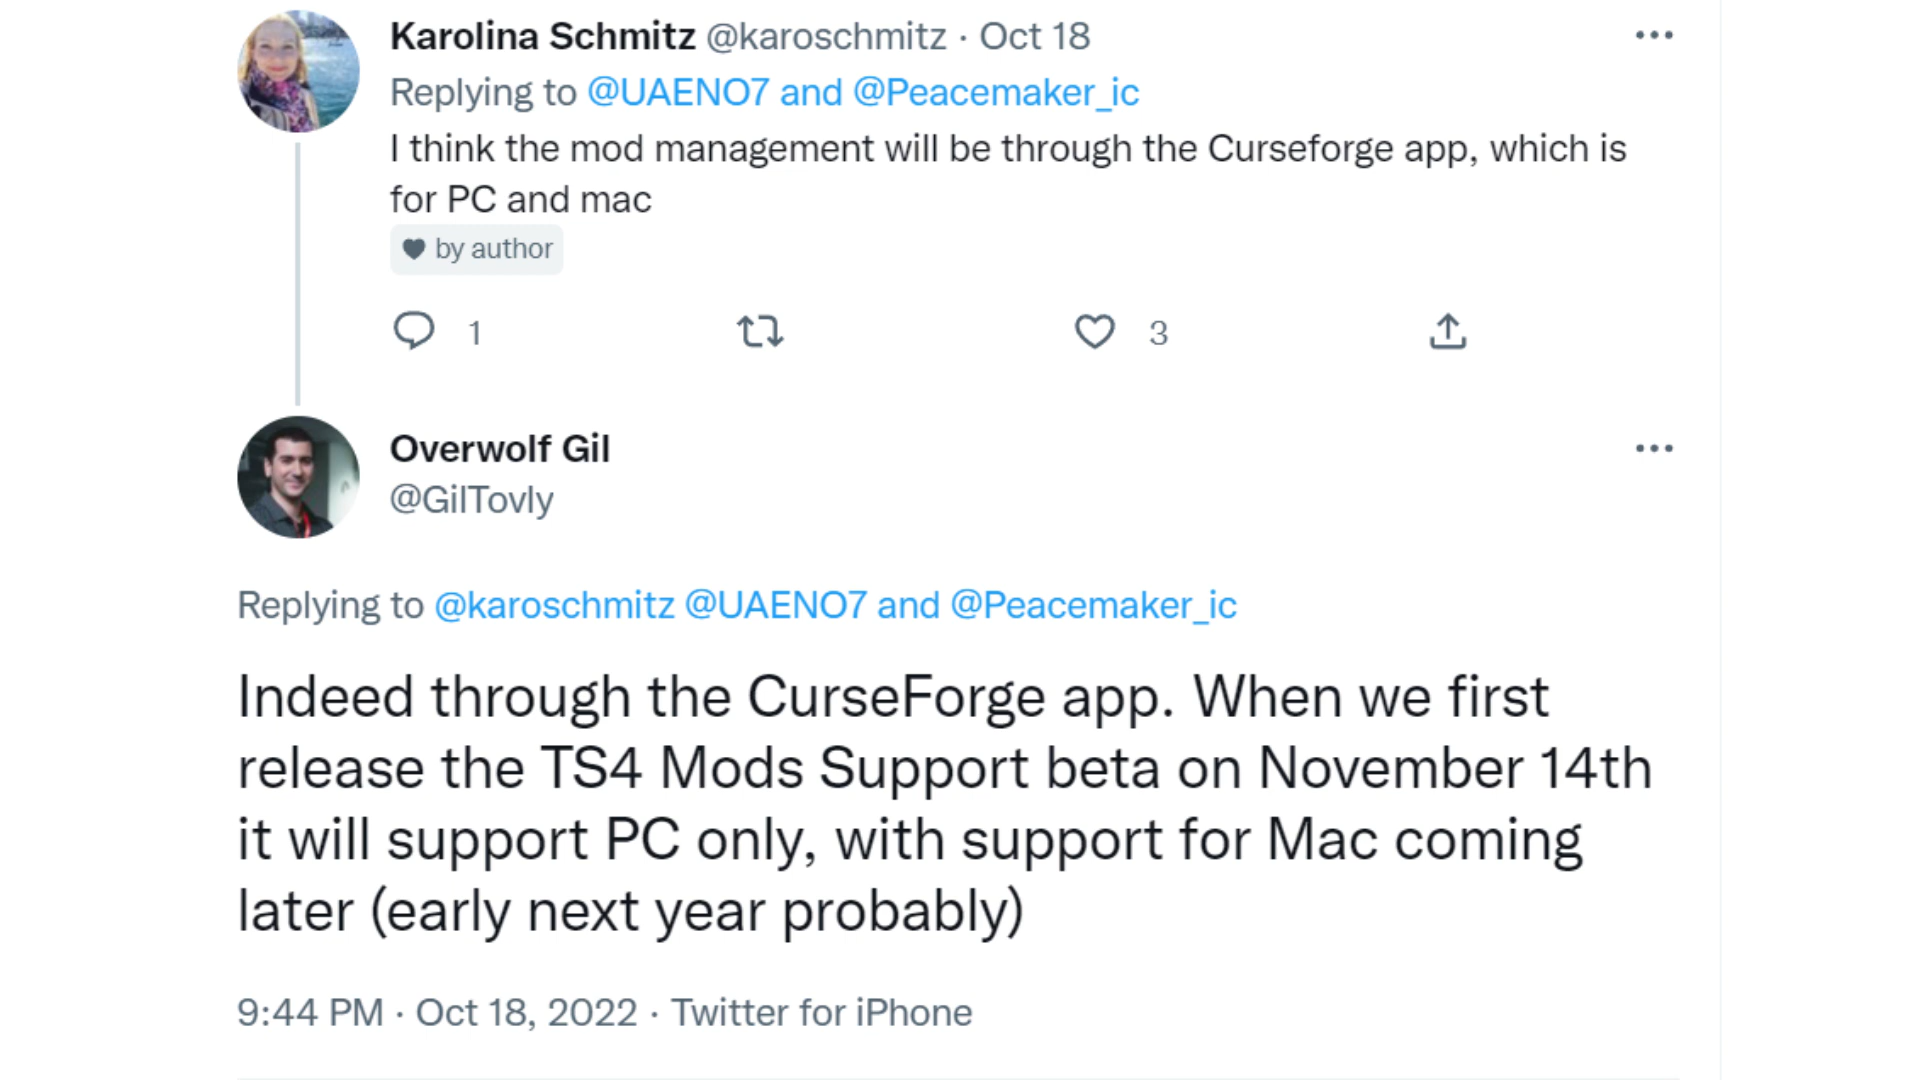 Karolina Schmitz @karoschmitz · Oct 18
Replying to @UAENO7 and @Peacemaker_ic
I think the mod management will be through the Curseforge app, which is
for PC and mac
by author
1
3
Overwolf Gil
@GilTovly
Replying to @karoschmitz @UAENO7 and @Peacemaker_ic
Indeed through the CurseForge app. When we first
release the TS4 Mods Support beta on November 14th
it will support PC only, with support for Mac coming
later (early next year probably)
9:44 PM · Oct 18, 2022 · Twitter for iPhone